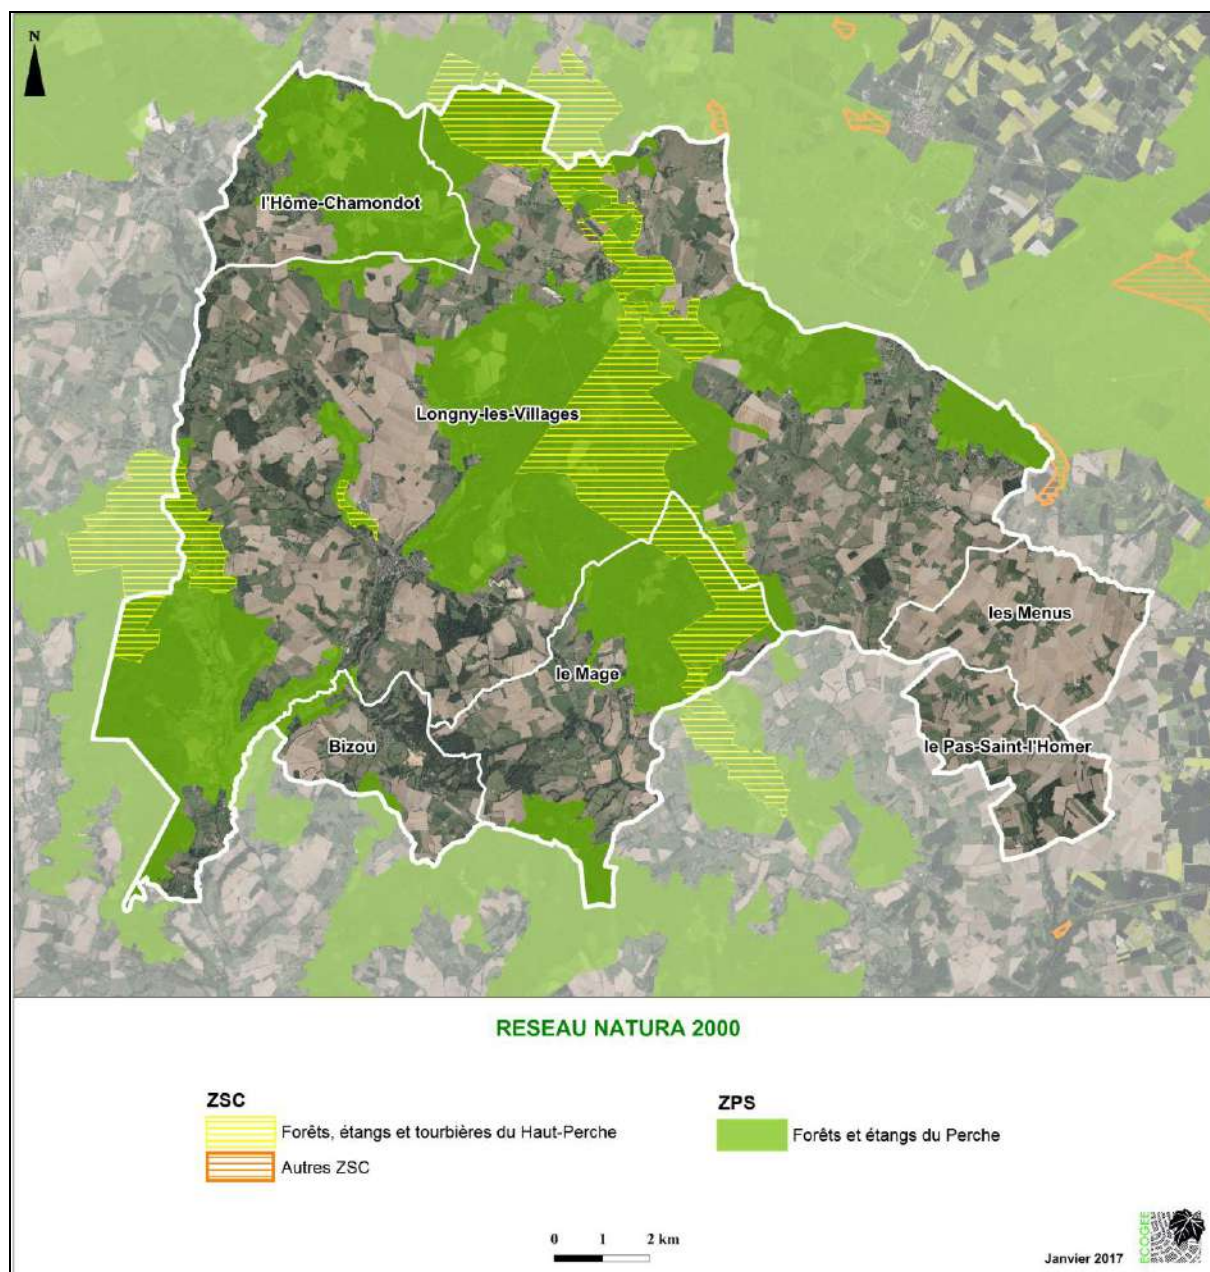 N
l'Hôme-Chamondot
Longny-les-Villages
les Menus
le Mage
Bizou
le Pas-Saint-l'Homer
RESEAU NATURA 2000
ZSC
Forêts, étangs et tourbières du Haut-Perche
Autres ZSC
ZPS
Forêts et étangs du Perche
0 1 2 km
Janvier 2017
ECOGEE